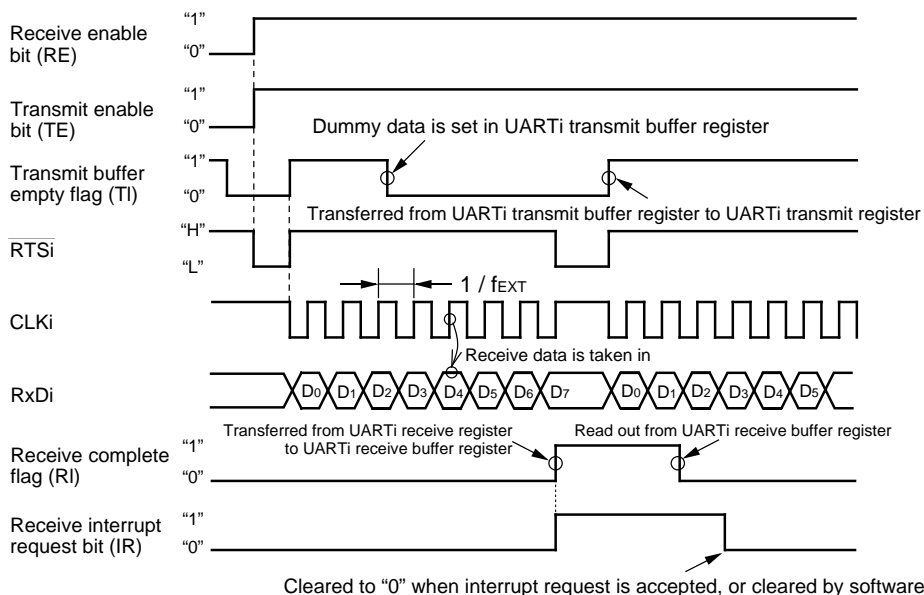 Receive enable
bit (RE)
“1”
“0”
Transmit enable
bit (TE)
“1”
“0”
Dummy data is set in UARTi transmit buffer register
Transmit buffer
empty flag (Tl)
“1”
“0”
Transferred from UARTi transmit buffer register to UARTi transmit register
RTSi
“H”
“L”
1 / fEXT
CLKi
Receive data is taken in
RxDi
D0 D1 D2 D3 D4 D5 D6 D7 D0 D1 D2 D3 D4 D5
Transferred from UARTi receive register
to UARTi receive buffer register
Read out from UARTi receive buffer register
Receive complete
flag (Rl)
“1”
“0”
Receive interrupt
request bit (IR)
“1”
“0”
Cleared to “0” when interrupt request is accepted, or cleared by software